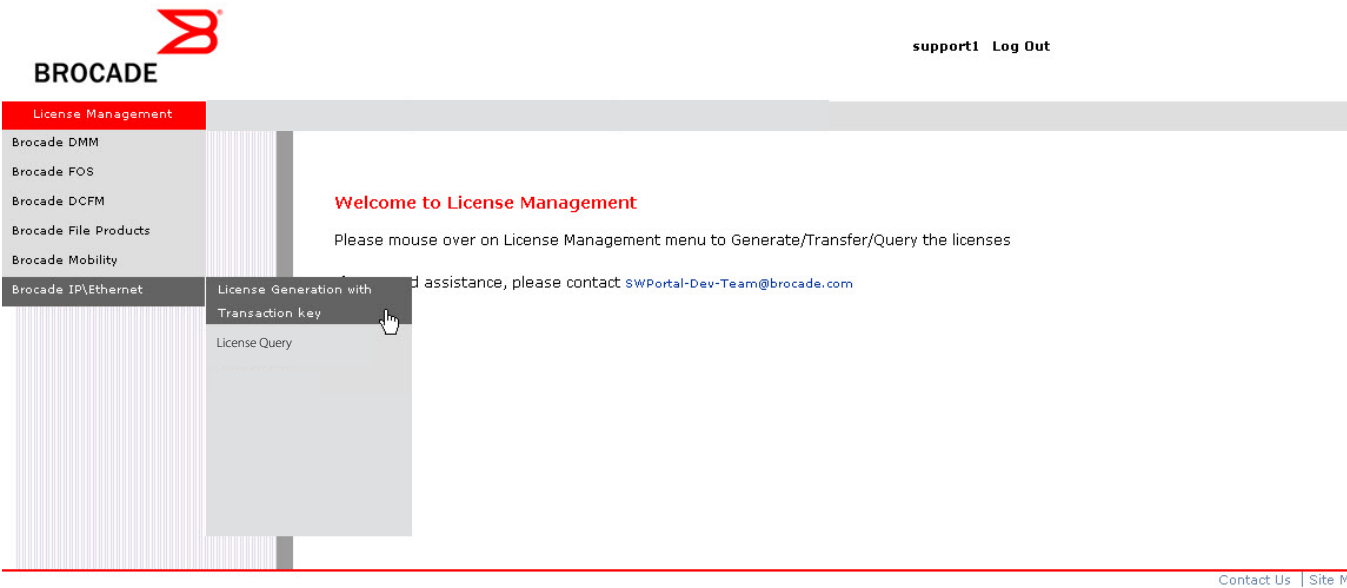 BROCADE
support1 Log Out
License Management
Brocade DMM
Brocade FOS
Brocade DCFM
Brocade File Products
Brocade Mobility
Brocade IP\Ethernet
License Generation with
Transaction key
License Query
Welcome to License Management
Please mouse over on License Management menu to Generate/Transfer/Query the licenses
assistance, please contact SWPortal-Dev-Team@brocade.com
Contact Us | Site M